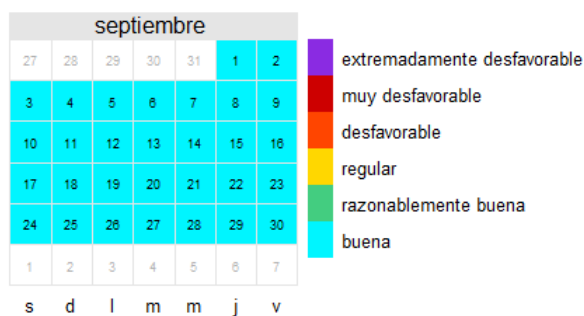 septiembre
27 28 29 30 31 1 2
3 4 5 6 7 8 9
10 11 12 13 14 15 16
17 18 19 20 21 22 23
24 25 26 27 28 29 30
1 2 3 4 5 6 7
s d l m m j v
extremadamente desfavorable
muy desfavorable
desfavorable
regular
razonablemente buena
buena